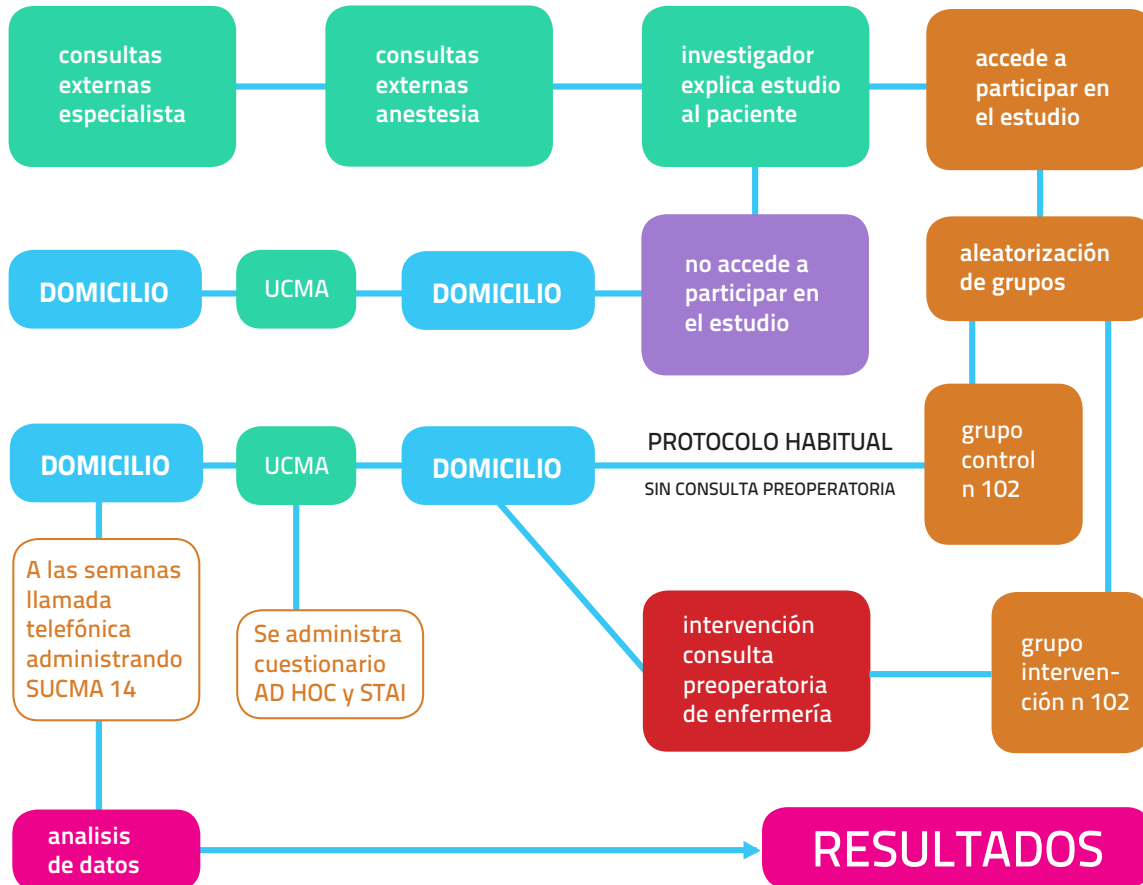 consultas
externas
especialista
consultas
externas
anestesia
investigador
explica estudio
al paciente
accede a
participar en
el estudio
DOMICILIO
UCMA
DOMICILIO
no accede a
participar en
el estudio
aleatorización
de grupos
DOMICILIO
UCMA
DOMICILIO
PROTOCOLO HABITUAL
SIN CONSULTA PREOPERATORIA
grupo
control
n 102
A las semanas
llamada
telefónica
administrando
SUCMA 14
Se administra
cuestionario
AD HOC y STAI
intervención
consulta
preoperatoria
de enfermería
grupo
interven-
ción n 102
analisis
de datos
RESULTADOS